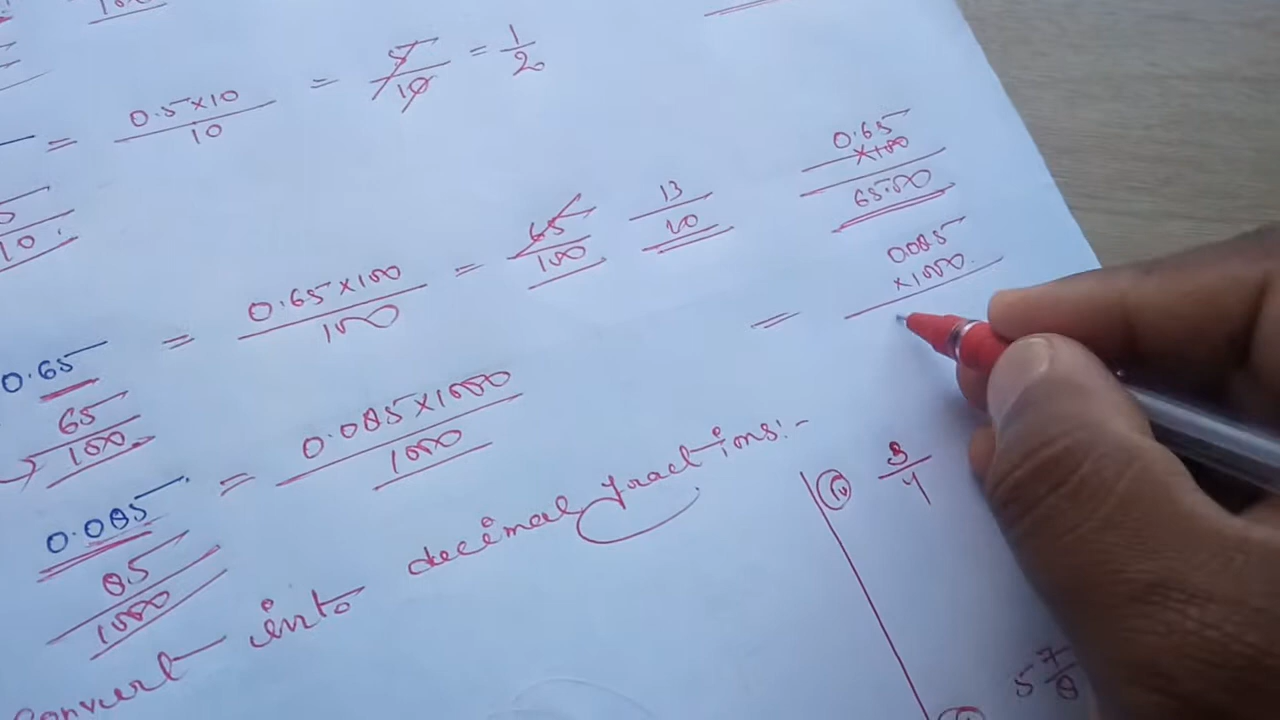 = 0.5×10/10 = 5/10 = 1/2
0.65 = 0.65×100/100 = 65/100 13/20
65/100
0.65
×100
65.00
0.085 = 0.085×1000/1000 =
85/1000
0.085
×1000
Convert into decimal fractions:-
(iv) 3/4
5 7/8